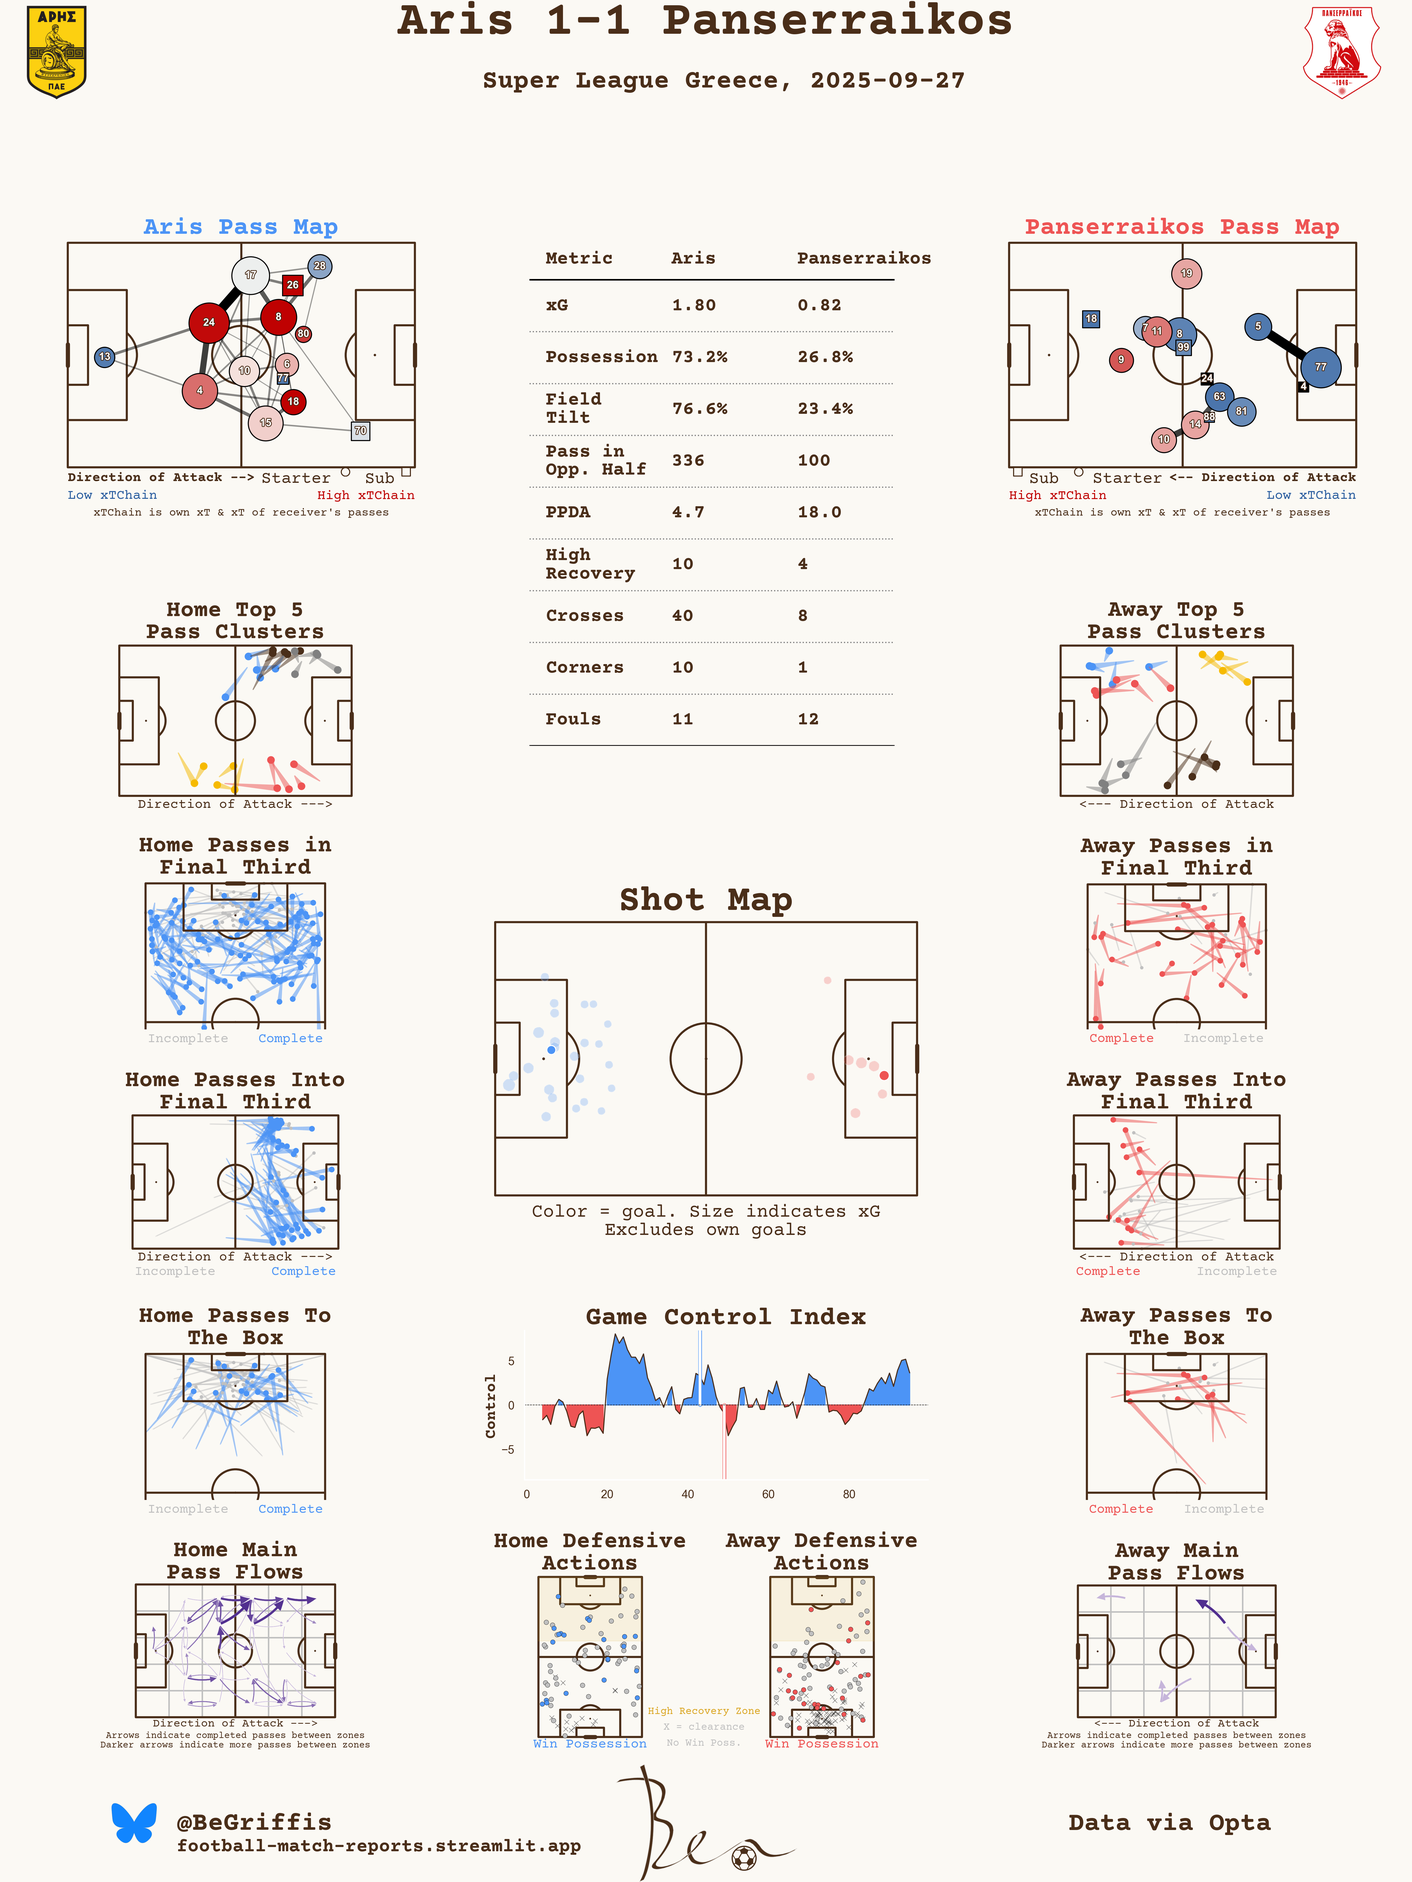 Aris 1-1 Panserraikos
Super League Greece, 2025-09-27
ΑΡΗΣ
ΠΑΕ
ΠΑΝΣΕΡΡΑΪΚΟΣ
1946
Aris Pass Map
17
28
26
24
8
80
13
10
6
77
4
18
15
70
Direction of Attack --> Starter Sub
Low xTChain High xTChain
xTChain is own xT & xT of receiver's passes
Metric Aris Panserraikos
xG 1.80 0.82
Possession 73.2% 26.8%
Field
Tilt 76.6% 23.4%
Pass in
Opp. Half 336 100
PPDA 4.7 18.0
High
Recovery 10 4
Crosses 40 8
Corners 10 1
Fouls 11 12
Panserraikos Pass Map
19
18
7
11
8
99
5
9
77
24
4
63
81
88
14
10
Sub Starter <-- Direction of Attack
High xTChain Low xTChain
xTChain is own xT & xT of receiver's passes
Home Top 5
Pass Clusters
Direction of Attack --->
Away Top 5
Pass Clusters
<--- Direction of Attack
Home Passes in
Final Third
Incomplete Complete
Away Passes in
Final Third
Complete Incomplete
Shot Map
Color = goal. Size indicates xG
Excludes own goals
Home Passes Into
Final Third
Direction of Attack --->
Incomplete Complete
Away Passes Into
Final Third
<--- Direction of Attack
Complete Incomplete
Home Passes To
The Box
Incomplete Complete
Game Control Index
Control
5
0
−5
0 20 40 60 80
Away Passes To
The Box
Complete Incomplete
Home Main
Pass Flows
Direction of Attack --->
Arrows indicate completed passes between zones
Darker arrows indicate more passes between zones
Home Defensive
Actions
Win Possession
Away Defensive
Actions
Win Possession
High Recovery Zone
X = clearance
No Win Poss.
Away Main
Pass Flows
<--- Direction of Attack
Arrows indicate completed passes between zones
Darker arrows indicate more passes between zones
@BeGriffis
football-match-reports.streamlit.app
Ben
Data via Opta